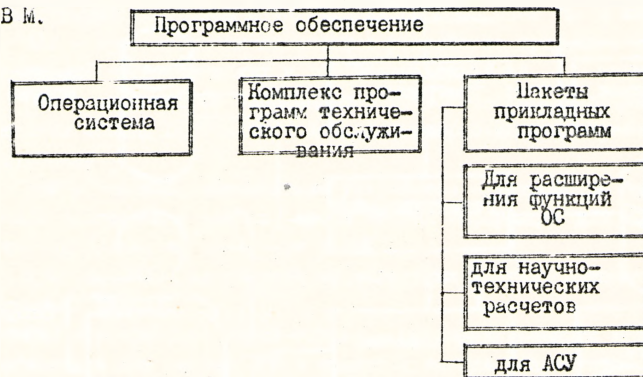 В М.
Программное обеспечение
Операционная
система
Комплекс про-
грамм техниче-
ского обслужи-
вания
Пакеты
прикладных
программ
Для расшире-
ния функций
ОС
для научно-
технических
расчетов
для АСУ